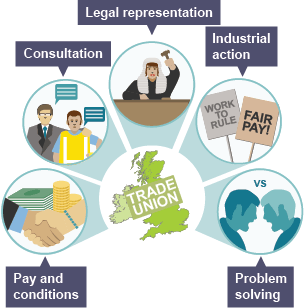 Legal representation
Consultation
Industrial
action
WORK
TO
RULE
FAIR
PAY!
TRADE
UNION
VS
Pay and
conditions
Problem
solving